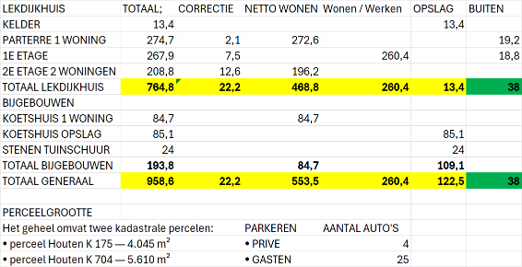 LEKDIJKHUIS TOTAAL; CORRECTIE NETTO WONEN Wonen / Werken OPSLAG BUITEN
KELDER 13,4 13,4
PARTERRE 1 WONING 274,7 2,1 272,6 19,2
1E ETAGE 267,9 7,5 260,4 18,8
2E ETAGE 2 WONINGEN 208,8 12,6 196,2
TOTAAL LEKDIJKHUIS 764,8 22,2 468,8 260,4 13,4 38
BIJGEBOUWEN
KOETSHUIS 1 WONING 84,7 84,7
KOETSHUIS OPSLAG 85,1 85,1
STENEN TUINSCHUUR 24 24
TOTAAL BIJGEBOUWEN 193,8 84,7 109,1
TOTAAL GENERAAL 958,6 22,2 553,5 260,4 122,5 38
PERCEELGROOTTE
Het geheel omvat twee kadastrale percelen: PARKEREN AANTAL AUTO'S
• perceel Houten K 175 — 4.045 m² • PRIVE 4
• perceel Houten K 704 — 5.610 m² • GASTEN 25